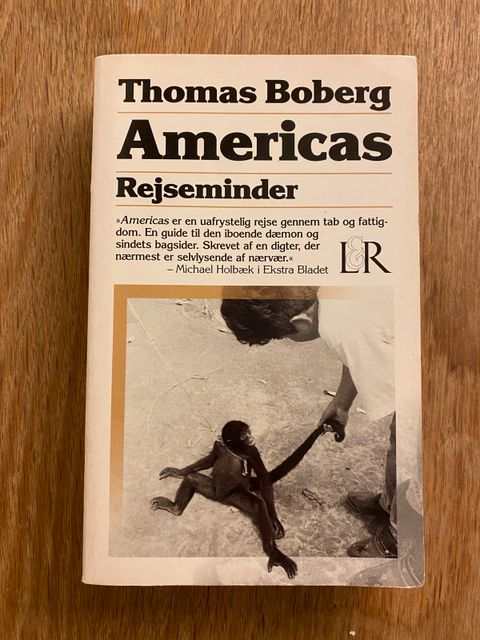 Thomas Boberg
Americas
Rejseminder
»Americas er en uafrystelig rejse gennem tab og fattig-
dom. En guide til den iboende dæmon og
sindets bagsider. Skrevet af en digter, der
nærmest er selvlysende af nærvær.«
– Michael Holbæk i Ekstra Bladet
L&R